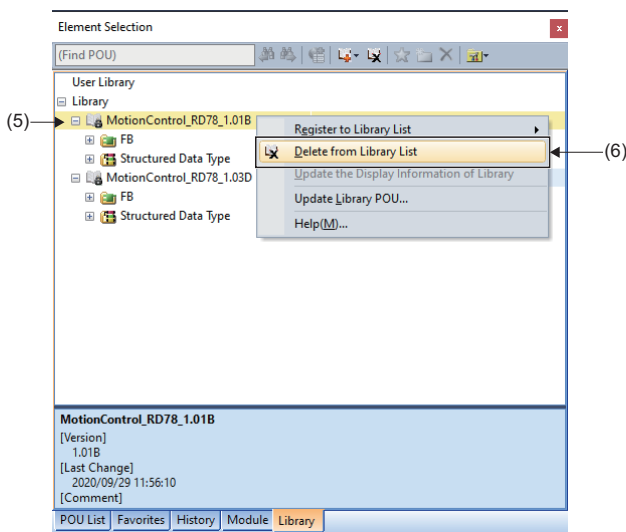 Element Selection
(Find POU)
User Library
Library
(5)
MotionControl_RD78_1.01B
FB
Structured Data Type
MotionControl_RD78_1.03D
FB
Structured Data Type
Register to Library List
Delete from Library List
(6)
Update the Display Information of Library
Update Library POU...
Help(M)...
MotionControl_RD78_1.01B
[Version]
1.01B
[Last Change]
2020/09/29 11:56:10
[Comment]
POU List Favorites History Module Library